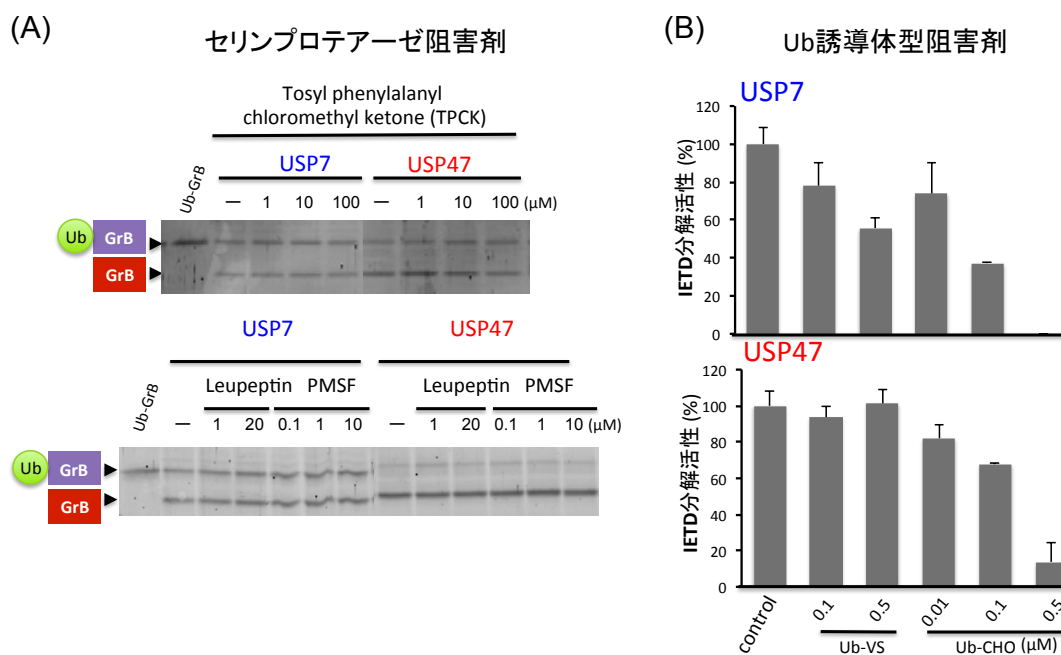 (A)
セリンプロテアーゼ阻害剤
Tosyl phenylalanyl
chloromethyl ketone (TPCK)
USP7 USP47
Ub-GrB — 1 10 100 — 1 10 100 (μM)
Ub GrB
GrB
USP7 USP47
Leupeptin PMSF Leupeptin PMSF
Ub-GrB — 1 20 0.1 1 10 — 1 20 0.1 1 10 (μM)
Ub GrB
GrB
(B)
Ub誘導体型阻害剤
USP7
IETD分解活性 (%)
120
100
80
60
40
20
0
USP47
IETD分解活性 (%)
120
100
80
60
40
20
0
control 0.1 0.5 0.01 0.1 0.5
Ub-VS Ub-CHO (μM)